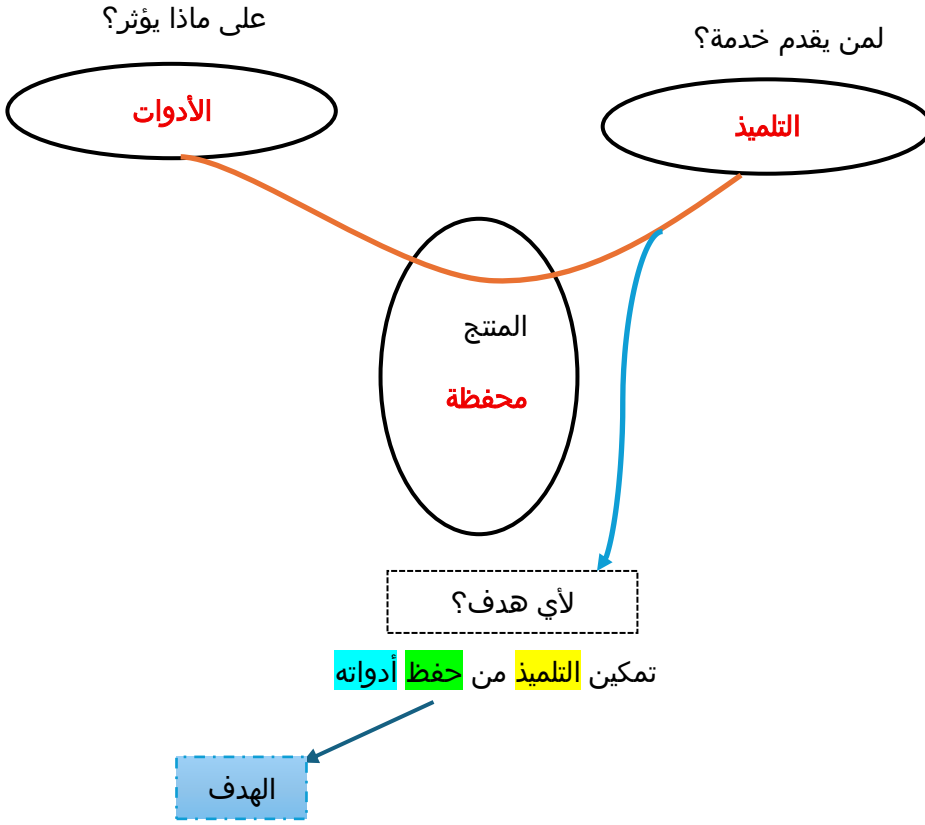 لمن يقدم خدمة؟
على ماذا يؤثر؟
التلميذ
الأدوات
المنتج
محفظة
لأي هدف؟
تمكين التلميذ من حفظ أدواته
الهدف